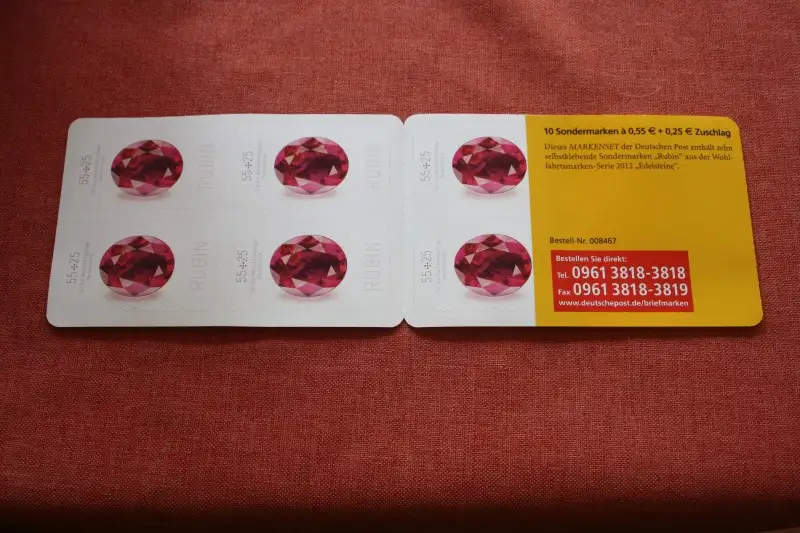 55+25
RUBIN
55+25
RUBIN
55+25
55+25
RUBIN
55+25
RUBIN
55+25
10 Sondermarken à 0,55 € + 0,25 € Zuschlag
Dieses MARKENSET der Deutschen Post enthält zehn
selbstklebende Sondermarken „Rubin" aus der Wohl-
fahrtsmarken-Serie 2012 „Edelsteine".
Bestell-Nr. 008467
Bestellen Sie direkt:
Tel. 0961 3818-3818
Fax 0961 3818-3819
www.deutschepost.de/briefmarken